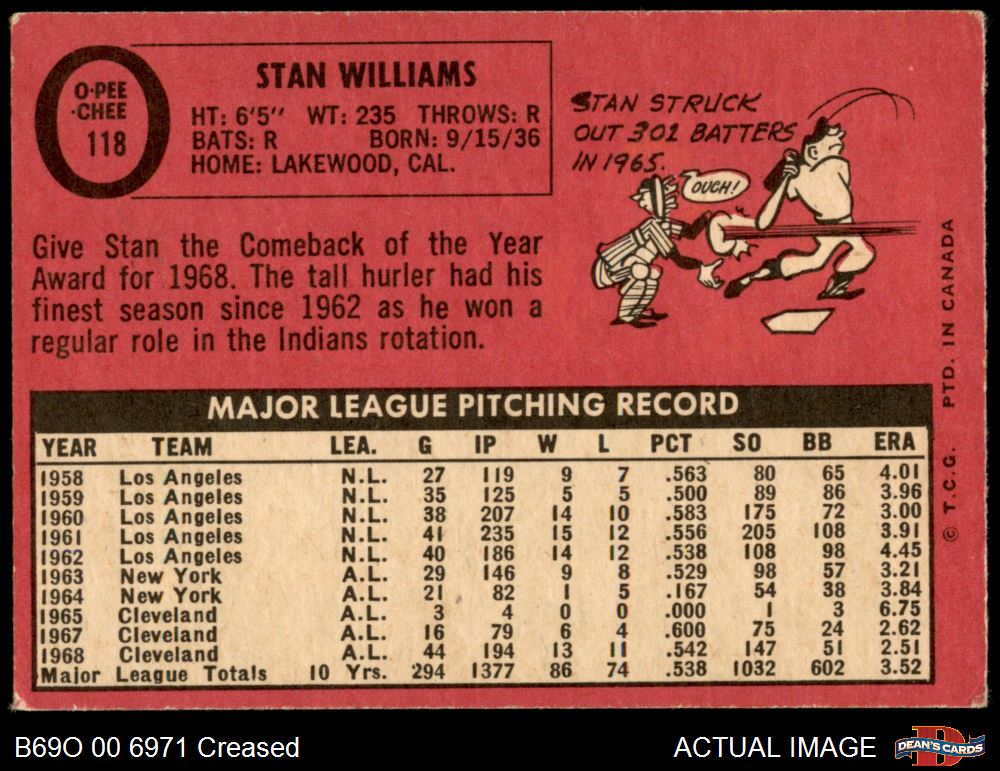 O-PEE
-CHEE
118
STAN WILLIAMS
HT: 6'5" WT: 235 THROWS: R
BATS: R BORN: 9/15/36
HOME: LAKEWOOD, CAL.
STAN STRUCK
OUT 301 BATTERS
IN 1965.
OUCH!
Give Stan the Comeback of the Year
Award for 1968. The tall hurler had his
finest season since 1962 as he won a
regular role in the Indians rotation.
MAJOR LEAGUE PITCHING RECORD
YEAR TEAM LEA. G IP W L PCT SO BB ERA
1958 Los Angeles N.L. 27 119 9 7 .563 80 65 4.01
1959 Los Angeles N.L. 35 125 5 5 .500 89 86 3.96
1960 Los Angeles N.L. 38 207 14 10 .583 175 72 3.00
1961 Los Angeles N.L. 41 235 15 12 .556 205 108 3.91
1962 Los Angeles N.L. 40 186 14 12 .538 108 98 4.45
1963 New York A.L. 29 146 9 8 .529 98 57 3.21
1964 New York A.L. 21 82 1 5 .167 54 38 3.84
1965 Cleveland A.L. 3 4 0 0 .000 1 3 6.75
1967 Cleveland A.L. 16 79 6 4 .600 75 24 2.62
1968 Cleveland A.L. 44 194 13 11 .542 147 51 2.51
Major League Totals 10 Yrs. 294 1377 86 74 .538 1032 602 3.52
© T.C.G. PTD. IN CANADA
B69O 00 6971 Creased
ACTUAL IMAGE
D
DEAN'S CARDS